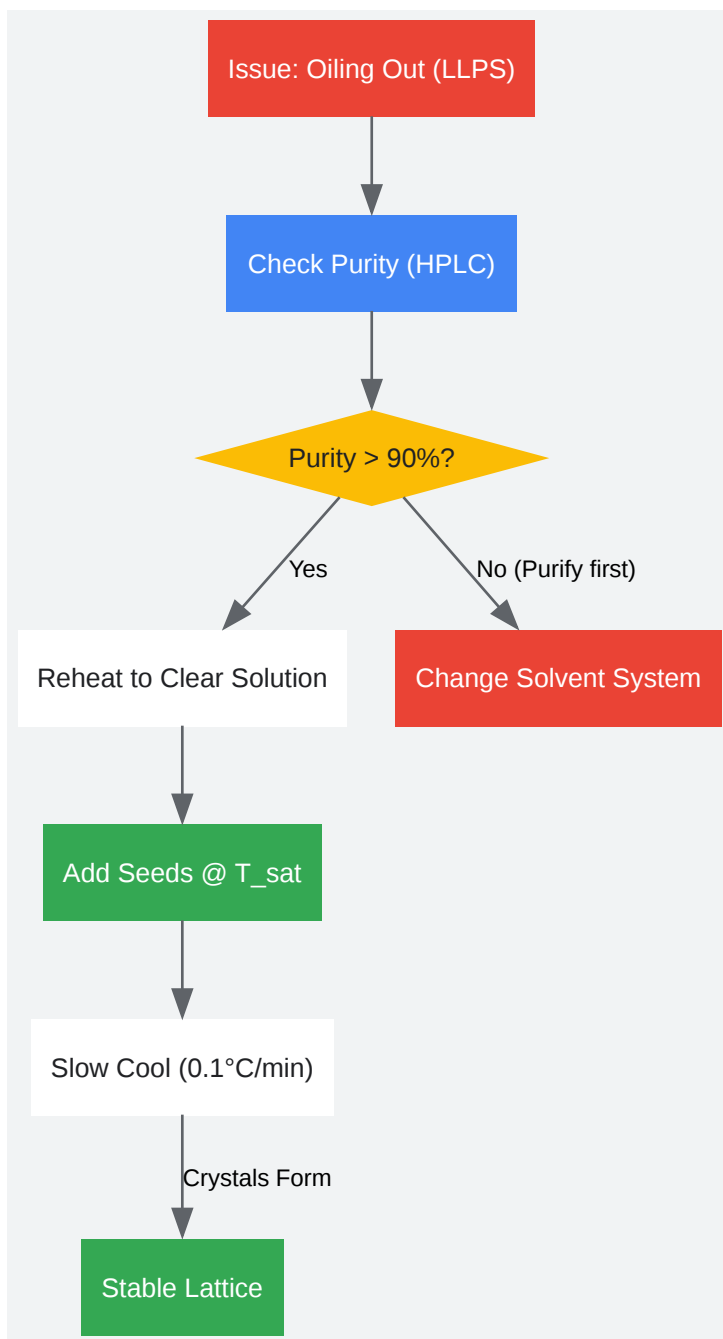 Issue: Oiling Out (LLPS)
Check Purity (HPLC)
Purity > 90%?
Yes
No (Purify first)
Reheat to Clear Solution
Change Solvent System
Add Seeds @ T_sat
Slow Cool (0.1°C/min)
Crystals Form
Stable Lattice